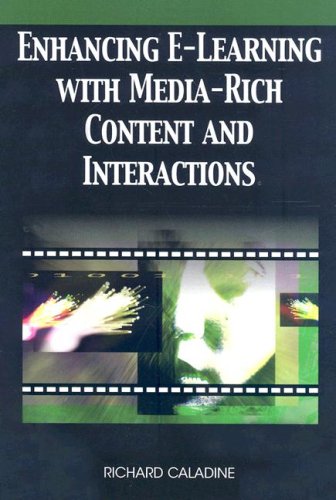 ENHANCING E-LEARNING
WITH MEDIA-RICH
CONTENT AND
INTERACTIONS
RICHARD CALADINE